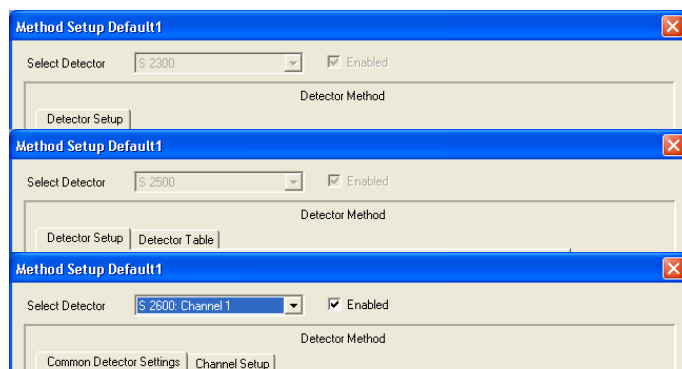 Method Setup Default1
Select Detector S 2300 Enabled
Detector Method
Detector Setup
Method Setup Default1
Select Detector S 2500 Enabled
Detector Method
Detector Setup Detector Table
Method Setup Default1
Select Detector S 2600: Channel 1 Enabled
Detector Method
Common Detector Settings Channel Setup